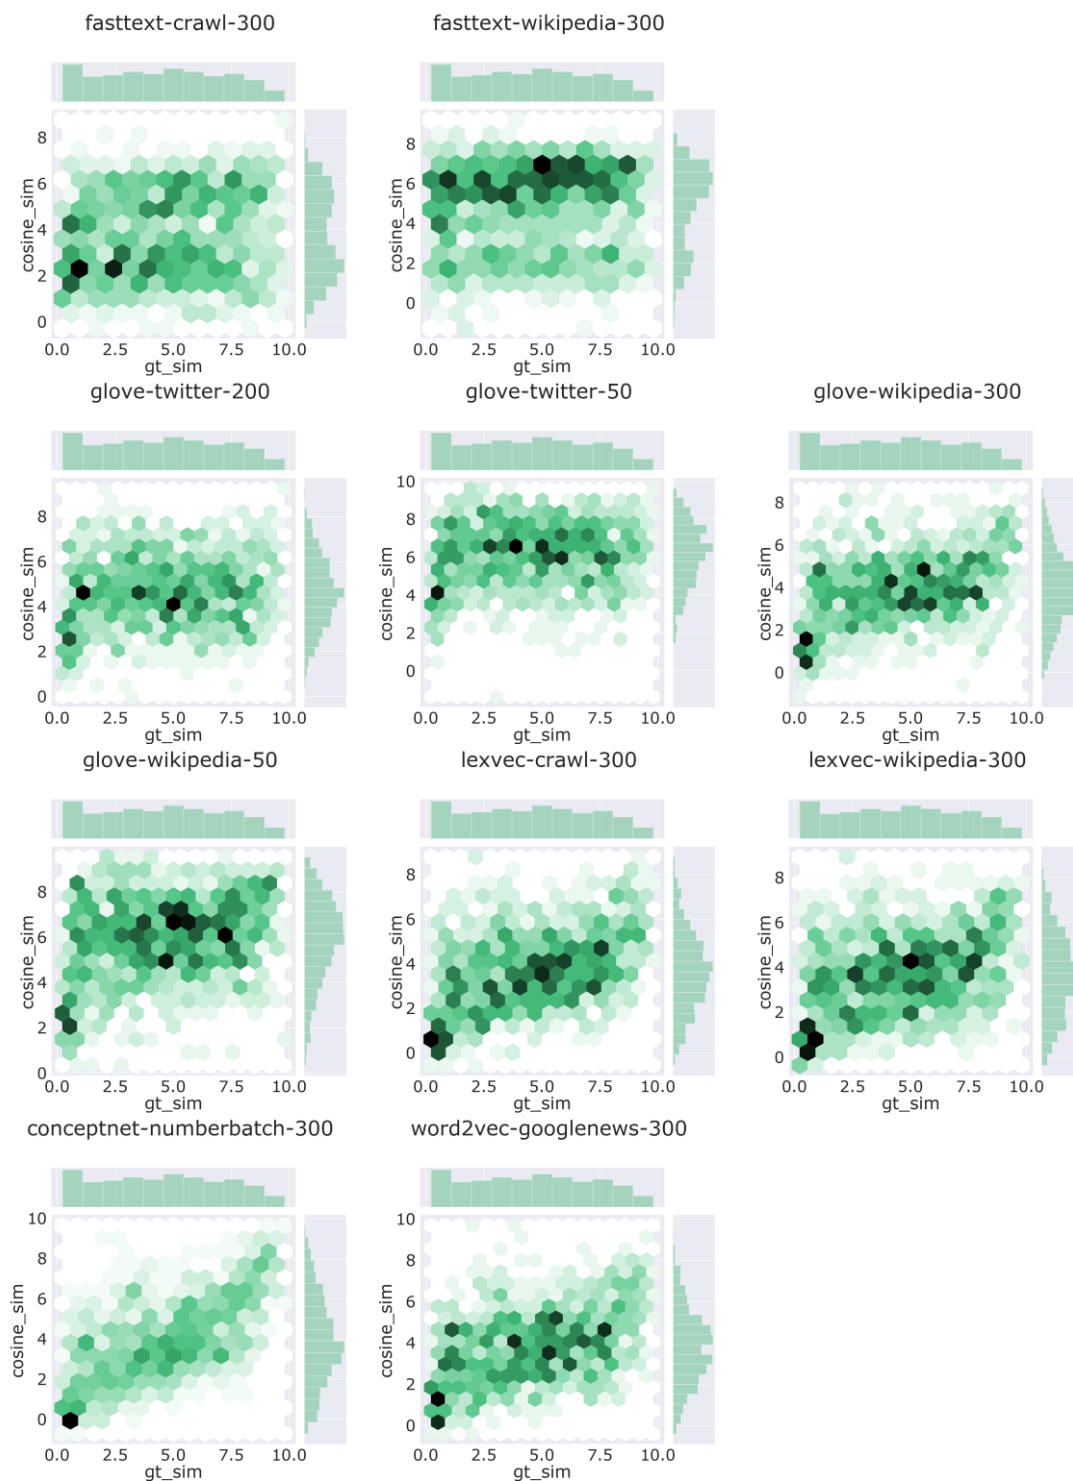 fasttext-crawl-300
fasttext-wikipedia-300
cosine_sim
8
6
4
2
0
0.0 2.5 5.0 7.5 10.0
gt_sim
cosine_sim
8
6
4
2
0
0.0 2.5 5.0 7.5 10.0
gt_sim
glove-twitter-200
glove-twitter-50
glove-wikipedia-300
cosine_sim
8
6
4
2
0
0.0 2.5 5.0 7.5 10.0
gt_sim
cosine_sim
10
8
6
4
2
0
0.0 2.5 5.0 7.5 10.0
gt_sim
cosine_sim
8
6
4
2
0
0.0 2.5 5.0 7.5 10.0
gt_sim
glove-wikipedia-50
lexvec-crawl-300
lexvec-wikipedia-300
cosine_sim
8
6
4
2
0
0.0 2.5 5.0 7.5 10.0
gt_sim
cosine_sim
8
6
4
2
0
0.0 2.5 5.0 7.5 10.0
gt_sim
cosine_sim
8
6
4
2
0
0.0 2.5 5.0 7.5 10.0
gt_sim
conceptnet-numberbatch-300
word2vec-googlenews-300
cosine_sim
10
8
6
4
2
0
0.0 2.5 5.0 7.5 10.0
gt_sim
cosine_sim
10
8
6
4
2
0
0.0 2.5 5.0 7.5 10.0
gt_sim